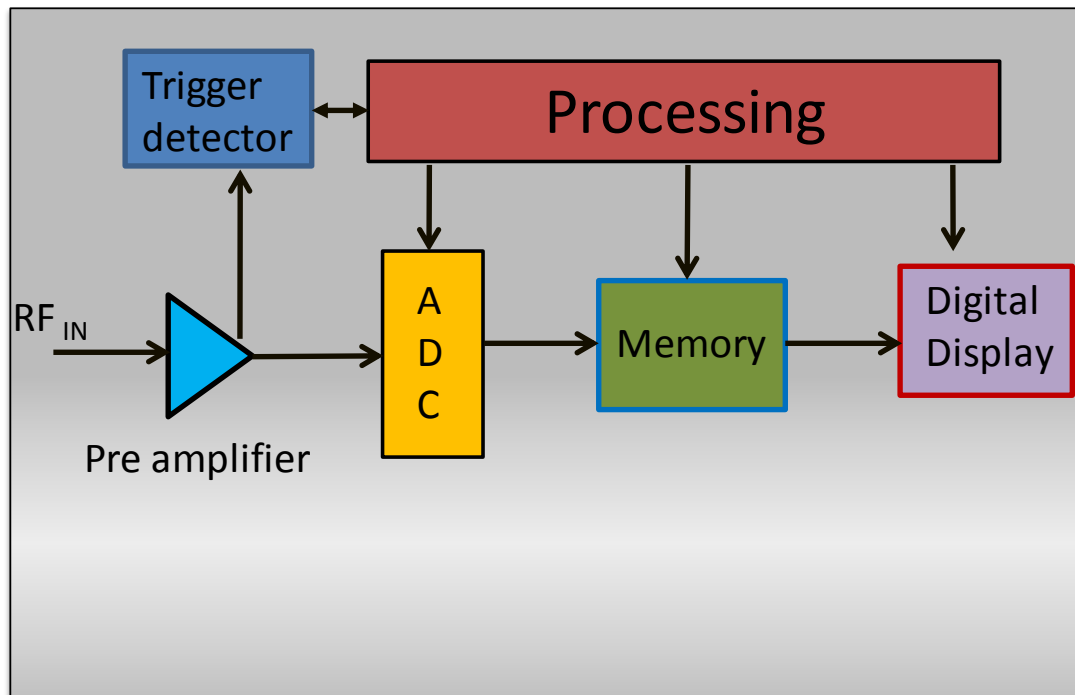 Trigger
detector
Processing
RF IN
A
D
C
Memory
Digital
Display
Pre amplifier